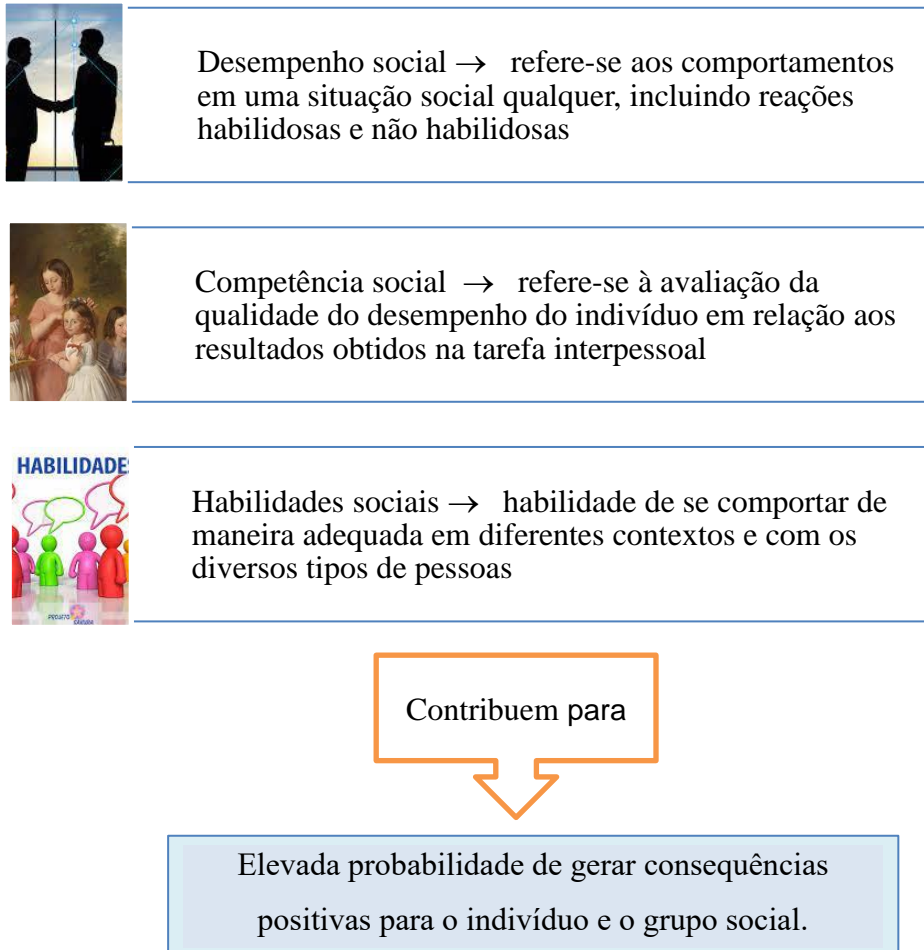 Desempenho social → refere-se aos comportamentos
em uma situação social qualquer, incluindo reações
habilidosas e não habilidosas
Competência social → refere-se à avaliação da
qualidade do desempenho do indivíduo em relação aos
resultados obtidos na tarefa interpessoal
HABILIDADE
Habilidades sociais → habilidade de se comportar de
maneira adequada em diferentes contextos e com os
diversos tipos de pessoas
PROJETO
Contribuem para
Elevada probabilidade de gerar consequências
positivas para o indivíduo e o grupo social.